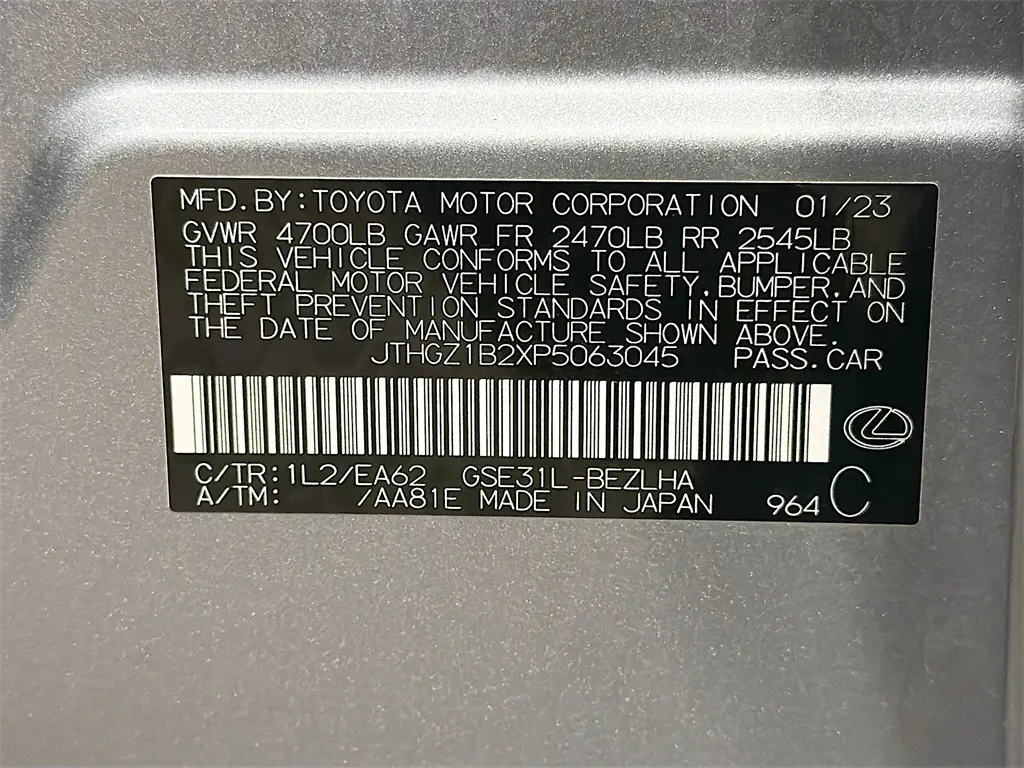 MFD.BY:TOYOTA MOTOR CORPORATION 01/23
GVWR 4700LB GAWR FR 2470LB RR 2545LB
THIS VEHICLE CONFORMS TO ALL APPLICABLE
FEDERAL MOTOR VEHICLE SAFETY,BUMPER,AND
THEFT PREVENTION STANDARDS IN EFFECT ON
THE DATE OF MANUFACTURE SHOWN ABOVE.
JTHGZ1B2XP5063045 PASS.CAR
C/TR:1L2/EA62 GSE31L-BEZLHA
A/TM: /AA81E MADE IN JAPAN 964 C